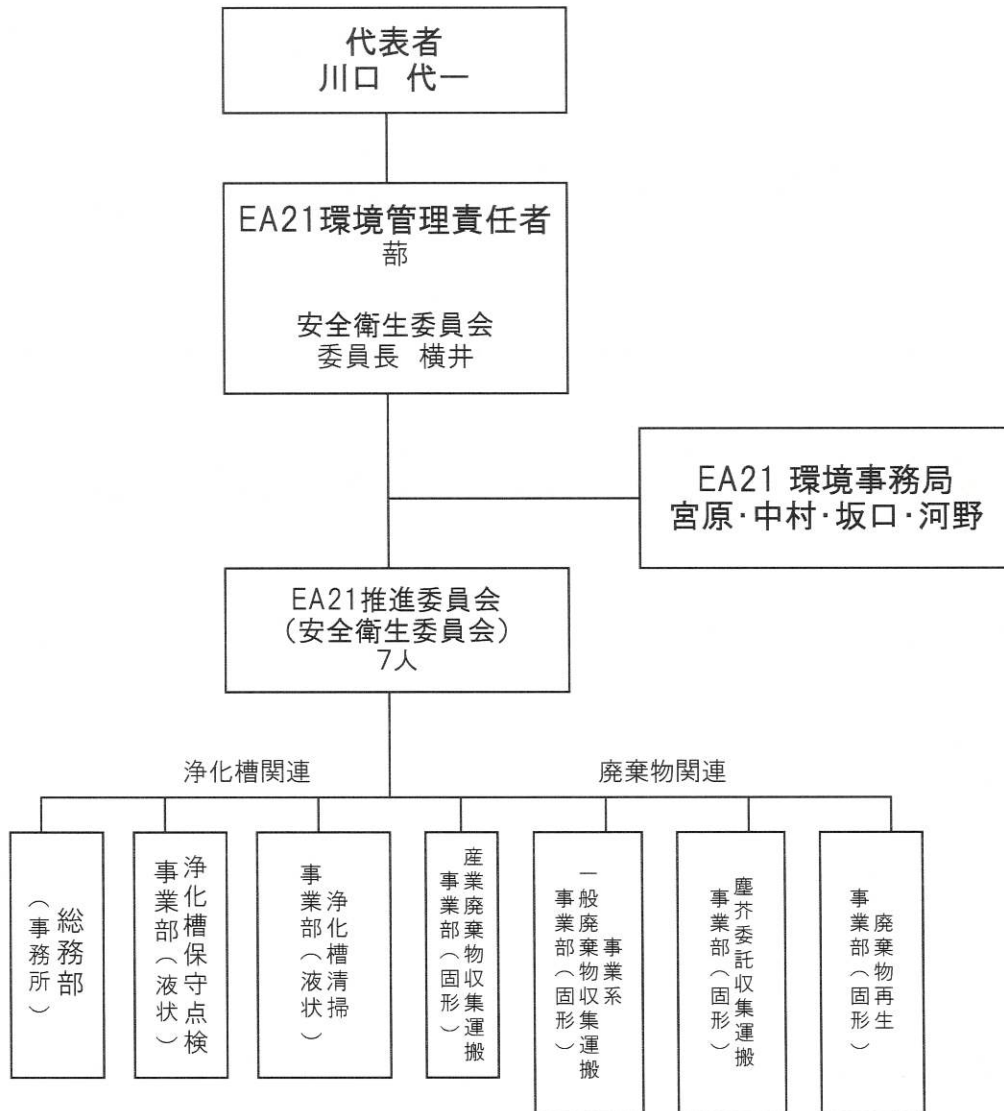 代表者
川口 代一
EA21環境管理責任者
蔀
安全衛生委員会
委員長 横井
EA21 環境事務局
宮原・中村・坂口・河野
EA21推進委員会
(安全衛生委員会)
7人
浄化槽関連
廃棄物関連
総務部
(事務所)
浄化槽保守点検
事業部(液状)
浄化槽清掃
事業部(液状)
産業廃棄物収集運搬
事業部(固形)
事業系
一般廃棄物収集運搬
事業部(固形)
塵芥委託収集運搬
事業部(固形)
廃棄物再生
事業部(固形)